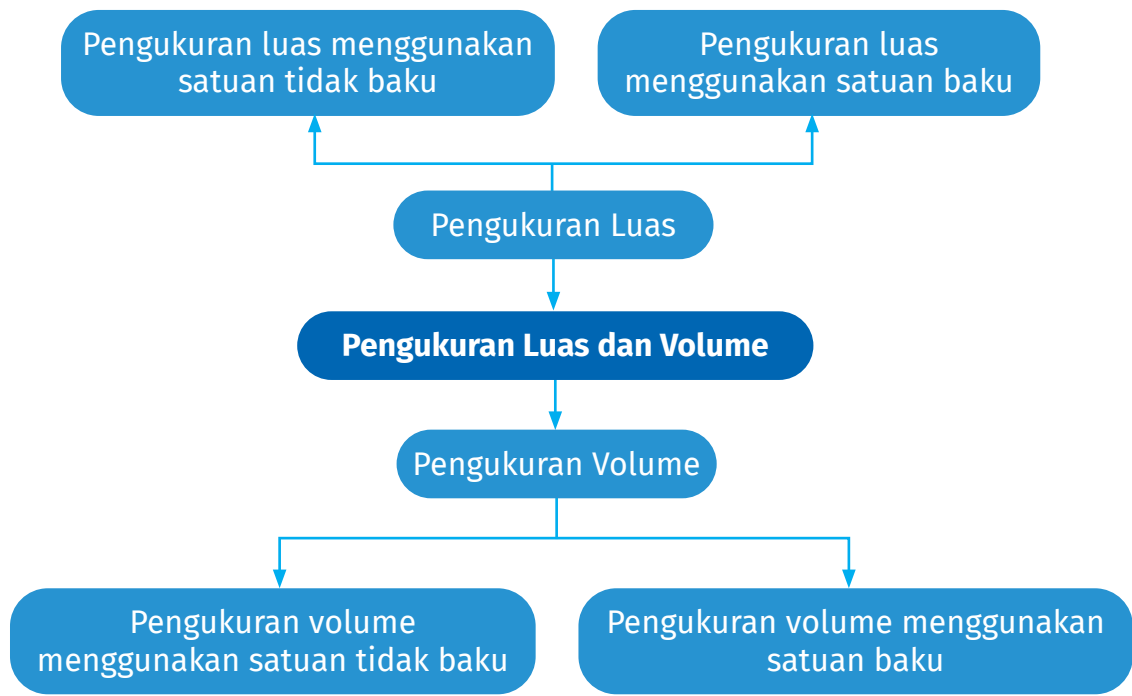 Pengukuran luas menggunakan
satuan tidak baku
Pengukuran luas
menggunakan satuan baku
Pengukuran Luas
Pengukuran Luas dan Volume
Pengukuran Volume
Pengukuran volume
menggunakan satuan tidak baku
Pengukuran volume menggunakan
satuan baku